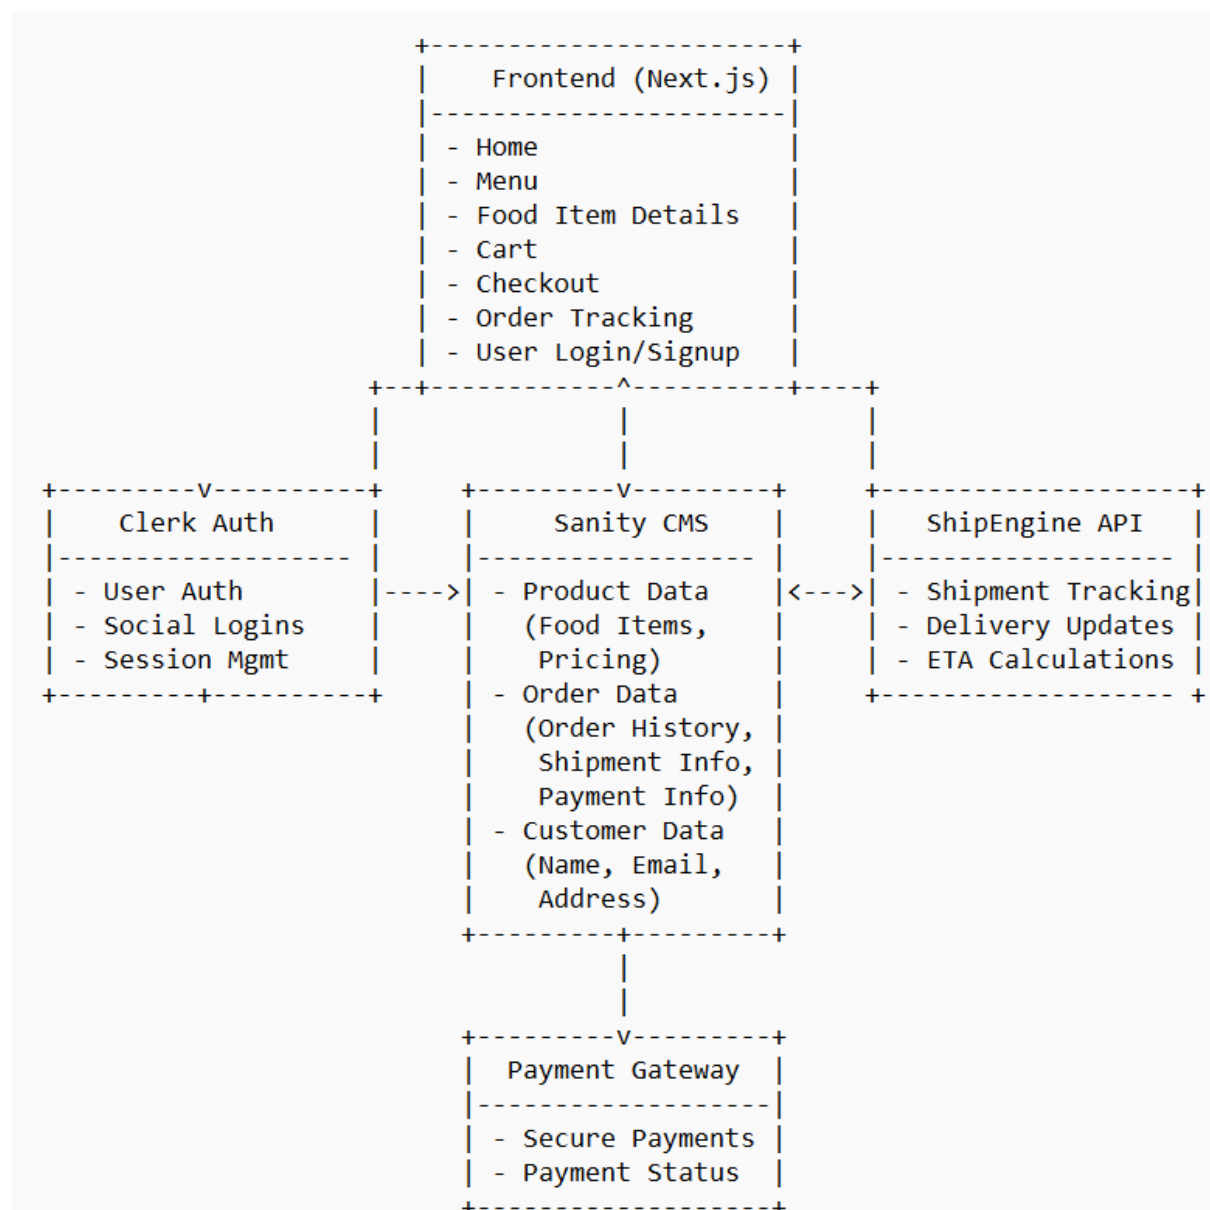 +-----------------------+
|    Frontend (Next.js) |
|-----------------------|
| - Home                |
| - Menu                |
| - Food Item Details   |
| - Cart                |
| - Checkout            |
| - Order Tracking      |
| - User Login/Signup   |
+--+------------^----------+----+
|               |               |
|               |               |
+---------v----------+     +---------v---------+     +--------------------+
|    Clerk Auth      |     |     Sanity CMS    |     |   ShipEngine API   |
|------------------- |     |------------------ |     |------------------- |
| - User Auth        |---->| - Product Data    |<--->| - Shipment Tracking|
| - Social Logins    |     |   (Food Items,    |     | - Delivery Updates |
| - Session Mgmt     |     |    Pricing)       |     | - ETA Calculations |
+---------+----------+     | - Order Data      |     +------------------- +
|   (Order History, |
|    Shipment Info, |
|    Payment Info)  |
| - Customer Data   |
|   (Name, Email,   |
|    Address)       |
+---------+---------+
|
|
+---------v---------+
|  Payment Gateway  |
|-------------------|
| - Secure Payments |
| - Payment Status  |
+-------------------+